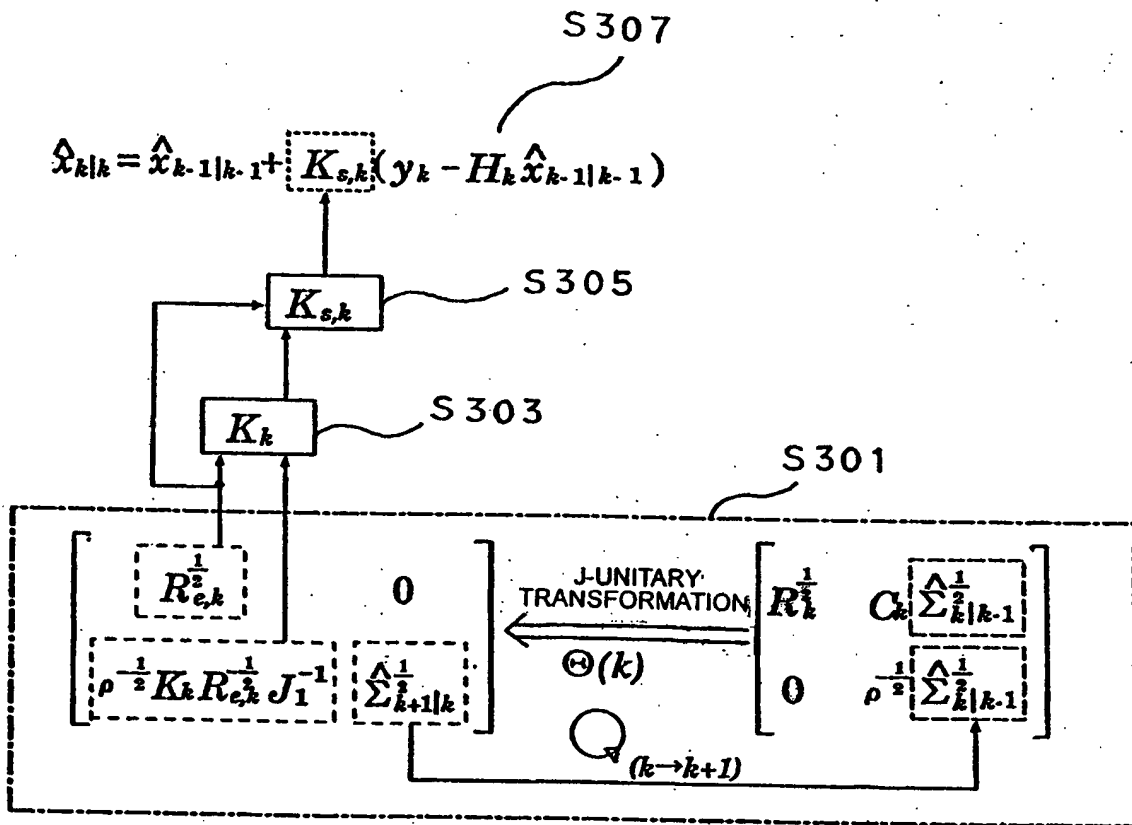 S307
x̂_{k|k} = x̂_{k-1|k-1} + K_{s,k}(y_k − H_k x̂_{k-1|k-1})
K_{s,k}
S305
K_k
S303
S301
R_{e,k}^{1/2} 0
ρ^{-1/2} K_k R_{e,k}^{-1/2} J_1^{-1} Σ̂_{k+1|k}^{1/2}
J-UNITARY
TRANSFORMATION
Θ(k)
(k→k+1)
R_k^{1/2} C_k Σ̂_{k|k-1}^{1/2}
0 ρ^{-1/2} Σ̂_{k|k-1}^{1/2}